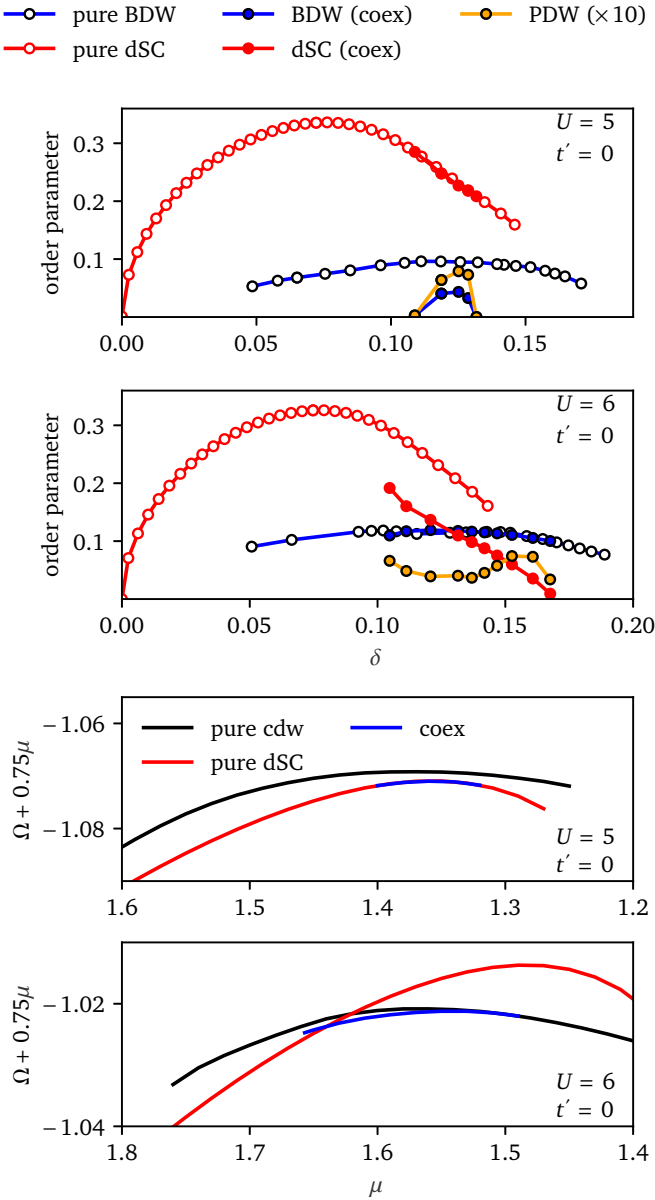 pure BDW BDW (coex) PDW (×10)
pure dSC dSC (coex)
order parameter
0.3
0.2
0.1
U = 5
t′ = 0
0.00 0.05 0.10 0.15
order parameter
0.3
0.2
0.1
U = 6
t′ = 0
0.00 0.05 0.10 0.15 0.20
δ
Ω + 0.75μ
−1.06
−1.08
pure cdw coex
pure dSC
U = 5
t′ = 0
1.6 1.5 1.4 1.3 1.2
Ω + 0.75μ
−1.02
−1.04
U = 6
t′ = 0
1.8 1.7 1.6 1.5 1.4
μ